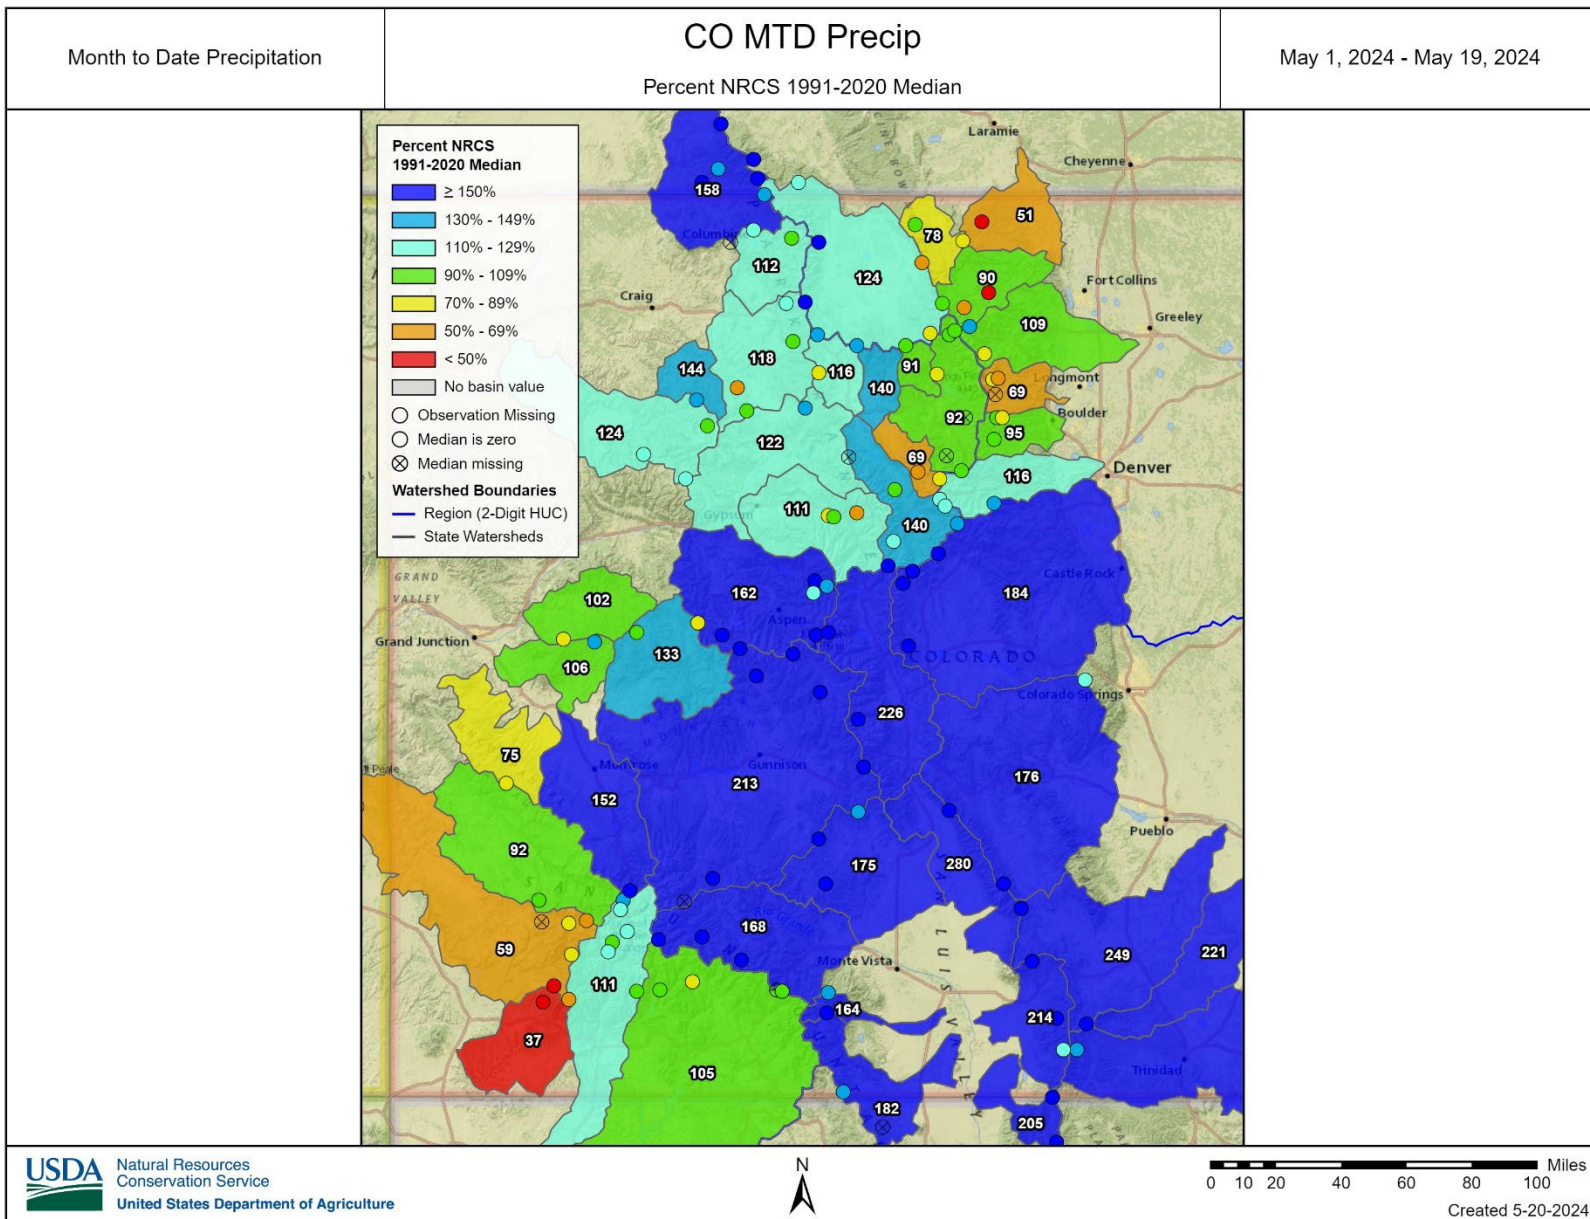 Month to Date Precipitation
CO MTD Precip
Percent NRCS 1991-2020 Median
May 1, 2024 - May 19, 2024
Percent NRCS
1991-2020 Median
≥ 150%
130% - 149%
110% - 129%
90% - 109%
70% - 89%
50% - 69%
< 50%
No basin value
Observation Missing
Median is zero
Median missing
Watershed Boundaries
Region (2-Digit HUC)
State Watersheds
Laramie
Cheyenne
158
51
78
112
124
90
Fort Collins
Craig
109
Greeley
118
116
91
144
140
69
Longmont
92
Boulder
124
122
95
69
116
Denver
Gypsum
111
140
GRAND
VALLEY
Castle Rock
162
184
102
Aspen
Grand Junction
133
COLORADO
106
Colorado Springs
226
75
Montrose
Gunnison
213
176
152
Pueblo
92
175
280
SAN
Rio Grande
168
59
Monte Vista
249
221
111
LUIS
164
214
37
VALLEY
Trinidad
105
182
205
USDA
Natural Resources
Conservation Service
United States Department of Agriculture
N
Miles
0 10 20 40 60 80 100
Created 5-20-2024